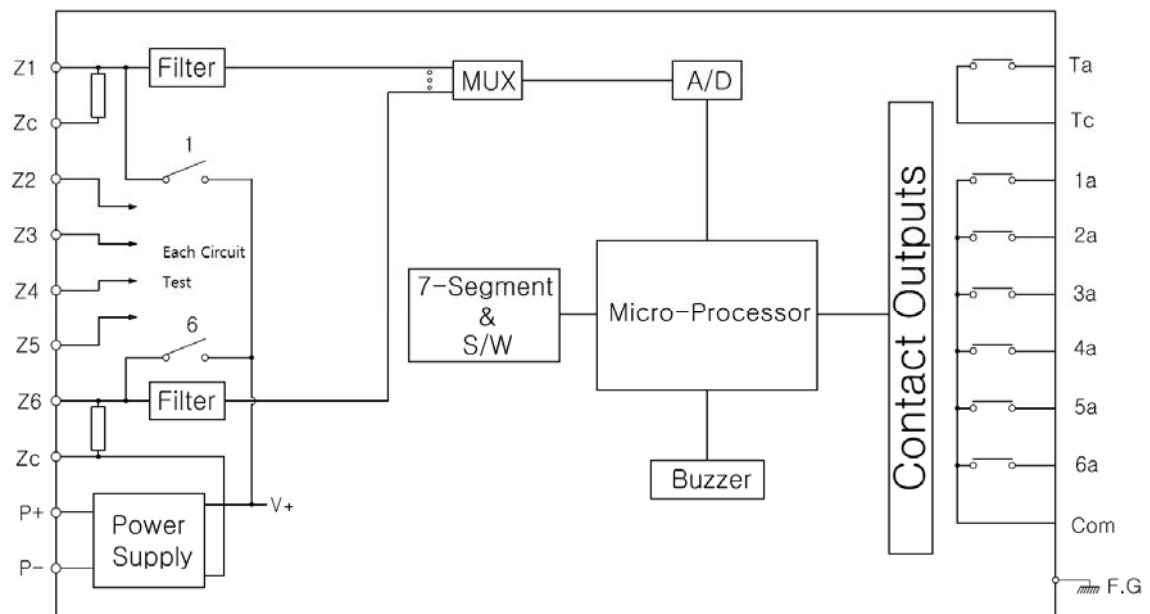 Z1
Filter
MUX
A/D
Ta
Zc
Tc
1
Z2
1a
Z3
Each Circuit
Test
2a
Z4
7-Segment
&
S/W
Micro-Processor
Contact Outputs
3a
Z5
6
4a
Z6
Filter
5a
Zc
Buzzer
6a
P+
Power
Supply
V+
Com
P-
F.G